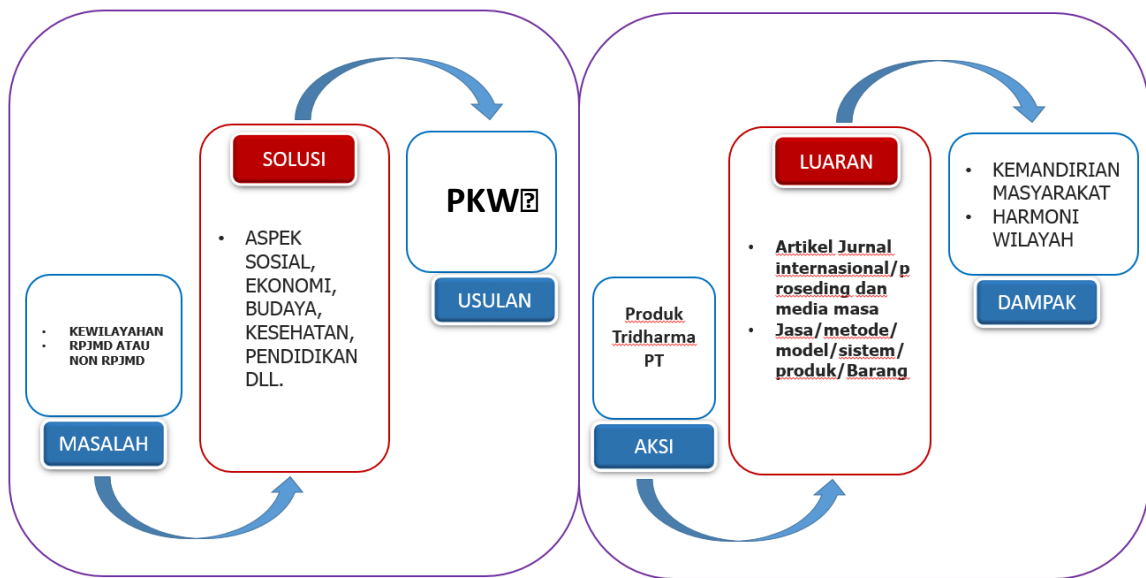 MASALAH
• KEWILAYAHAN
• RPJMD ATAU
NON RPJMD
SOLUSI
• ASPEK
SOSIAL,
EKONOMI,
BUDAYA,
KESEHATAN,
PENDIDIKAN
DLL.
PKW
USULAN
AKSI
Produk
Tridharma
PT
LUARAN
• Artikel Jurnal
internasional/p
roseding dan
media masa
• Jasa/metode/
model/sistem/
produk/Barang
• KEMANDIRIAN
MASYARAKAT
• HARMONI
WILAYAH
DAMPAK